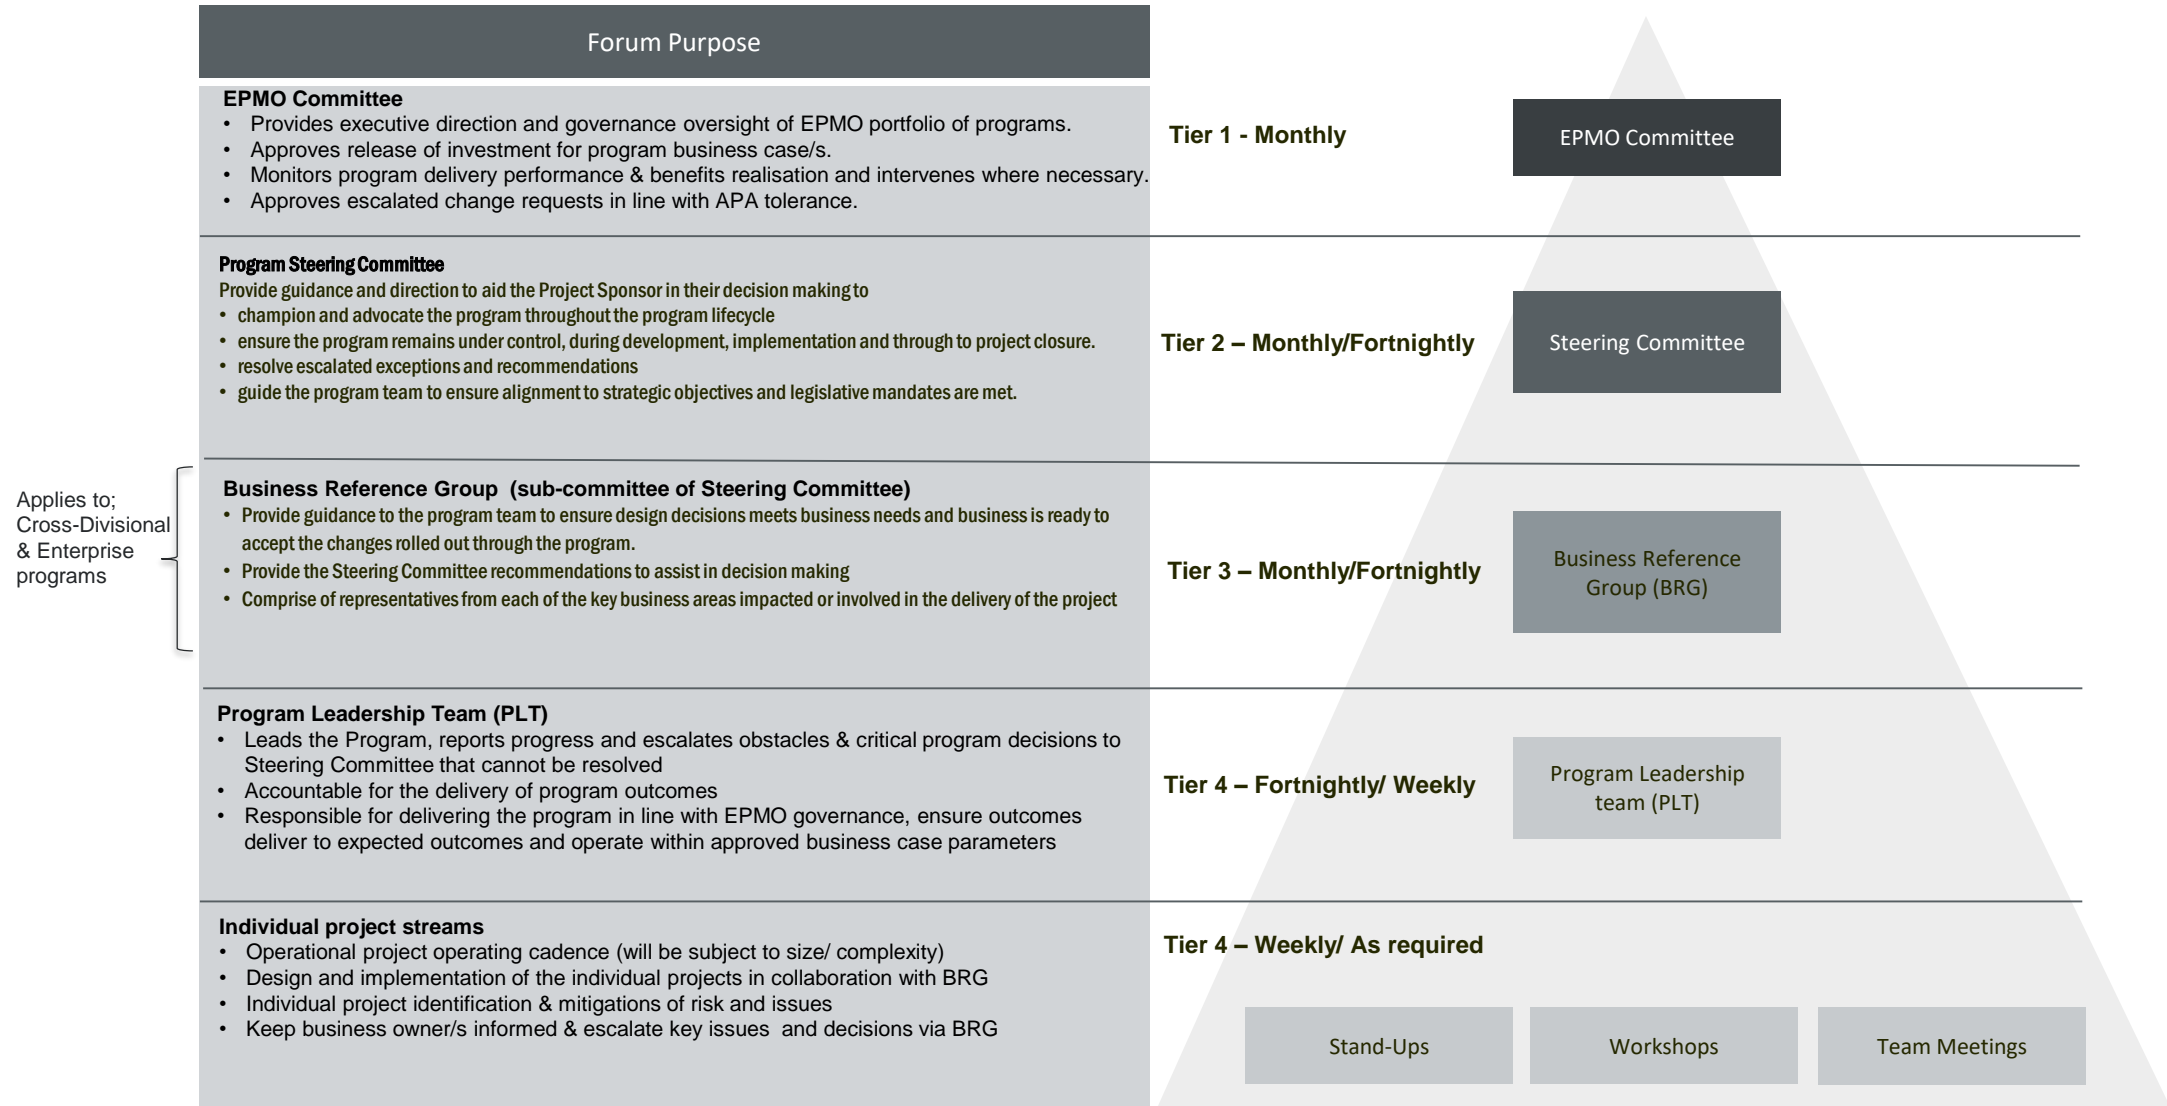 Forum Purpose
EPMO Committee
• Provides executive direction and governance oversight of EPMO portfolio of programs.
• Approves release of investment for program business case/s.
• Monitors program delivery performance & benefits realisation and intervenes where necessary.
• Approves escalated change requests in line with APA tolerance.
Tier 1 - Monthly
EPMO Committee
Program Steering Committee
Provide guidance and direction to aid the Project Sponsor in their decision making to
• champion and advocate the program throughout the program lifecycle
• ensure the program remains under control, during development, implementation and through to project closure.
• resolve escalated exceptions and recommendations
• guide the program team to ensure alignment to strategic objectives and legislative mandates are met.
Tier 2 – Monthly/Fortnightly
Steering Committee
Applies to;
Cross-Divisional
& Enterprise
programs
Business Reference Group (sub-committee of Steering Committee)
• Provide guidance to the program team to ensure design decisions meets business needs and business is ready to
accept the changes rolled out through the program.
• Provide the Steering Committee recommendations to assist in decision making
• Comprise of representatives from each of the key business areas impacted or involved in the delivery of the project
Tier 3 – Monthly/Fortnightly
Business Reference
Group (BRG)
Program Leadership Team (PLT)
• Leads the Program, reports progress and escalates obstacles & critical program decisions to
Steering Committee that cannot be resolved
• Accountable for the delivery of program outcomes
• Responsible for delivering the program in line with EPMO governance, ensure outcomes
deliver to expected outcomes and operate within approved business case parameters
Tier 4 – Fortnightly/ Weekly
Program Leadership
team (PLT)
Individual project streams
• Operational project operating cadence (will be subject to size/ complexity)
• Design and implementation of the individual projects in collaboration with BRG
• Individual project identification & mitigations of risk and issues
• Keep business owner/s informed & escalate key issues and decisions via BRG
Tier 4 – Weekly/ As required
Stand-Ups
Workshops
Team Meetings